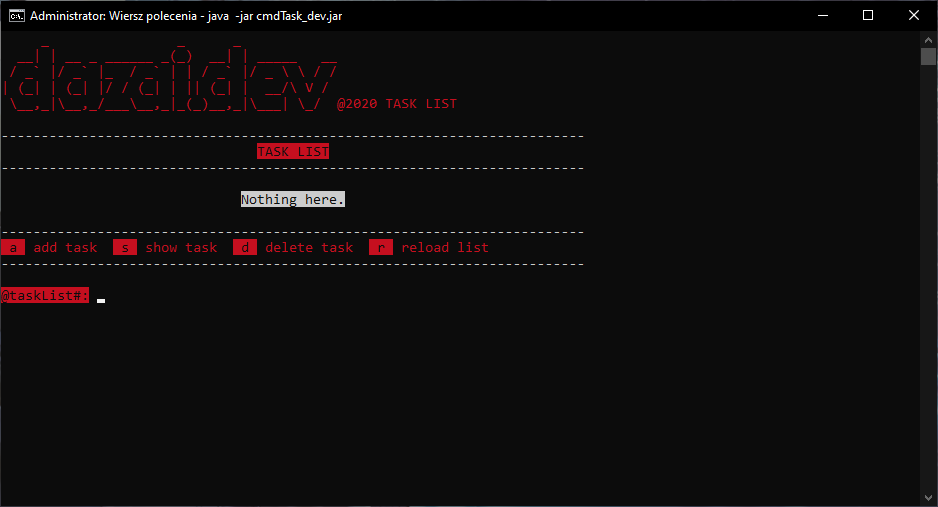 Administrator: Wiersz polecenia - java  -jar cmdTask_dev.jar
dazaidev
@2020 TASK LIST
TASK LIST
Nothing here.
a add task s show task d delete task r reload list
@taskList#: